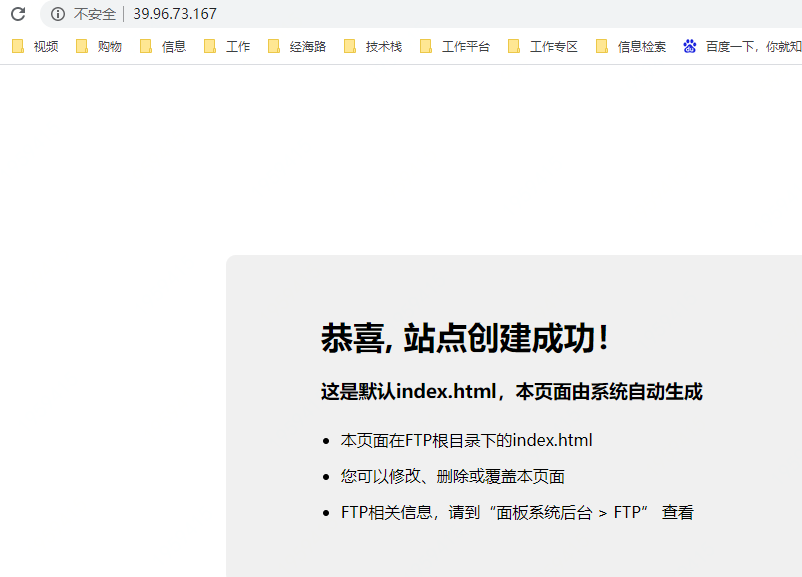 不安全 | 39.96.73.167
视频 购物 信息 工作 经海路 技术栈 工作平台 工作专区 信息检索 百度一下，你就知
恭喜, 站点创建成功！
这是默认index.html，本页面由系统自动生成
本页面在FTP根目录下的index.html
您可以修改、删除或覆盖本页面
FTP相关信息，请到“面板系统后台 > FTP” 查看